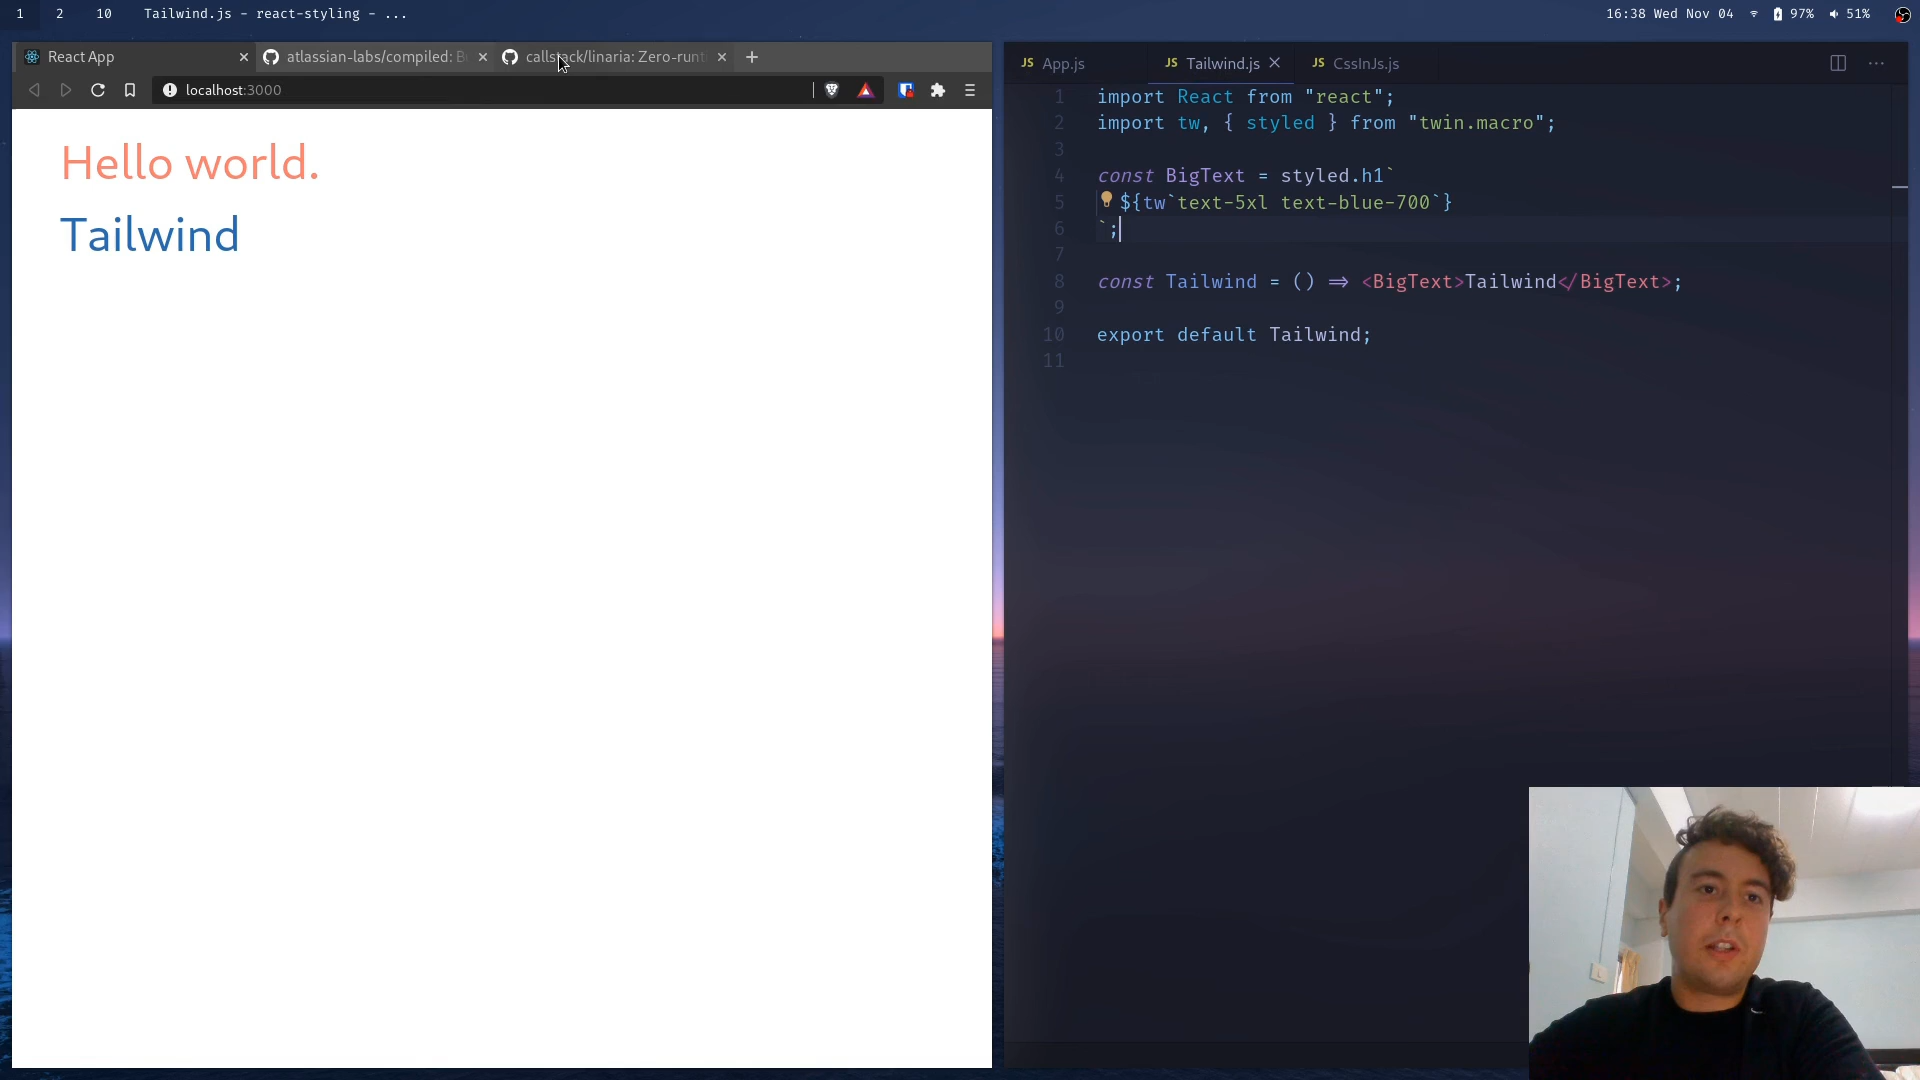 1 2 10 Tailwind.js - react-styling - ...
16:38 Wed Nov 04 97% 51%
React App
atlassian-labs/compiled: B
callstack/linaria: Zero-runt
localhost:3000
Hello world.
Tailwind
JS App.js
JS Tailwind.js
JS CssInJs.js
1 import React from "react";
2 import tw, { styled } from "twin.macro";
3
4 const BigText = styled.h1`
5 ${tw`text-5xl text-blue-700`}
6 `;
7
8 const Tailwind = () => <BigText>Tailwind</BigText>;
9
10 export default Tailwind;
11